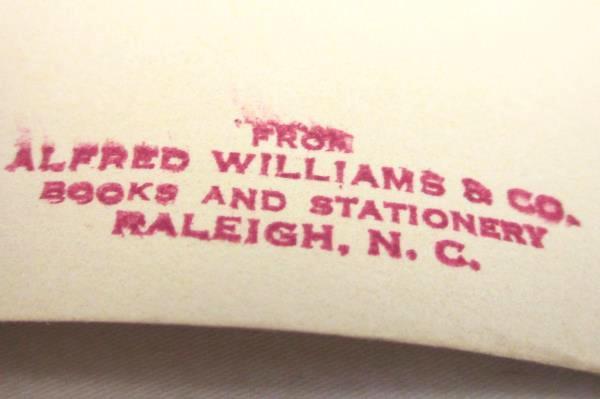 FROM
ALFRED WILLIAMS & CO.
BOOKS AND STATIONERY
RALEIGH, N. C.